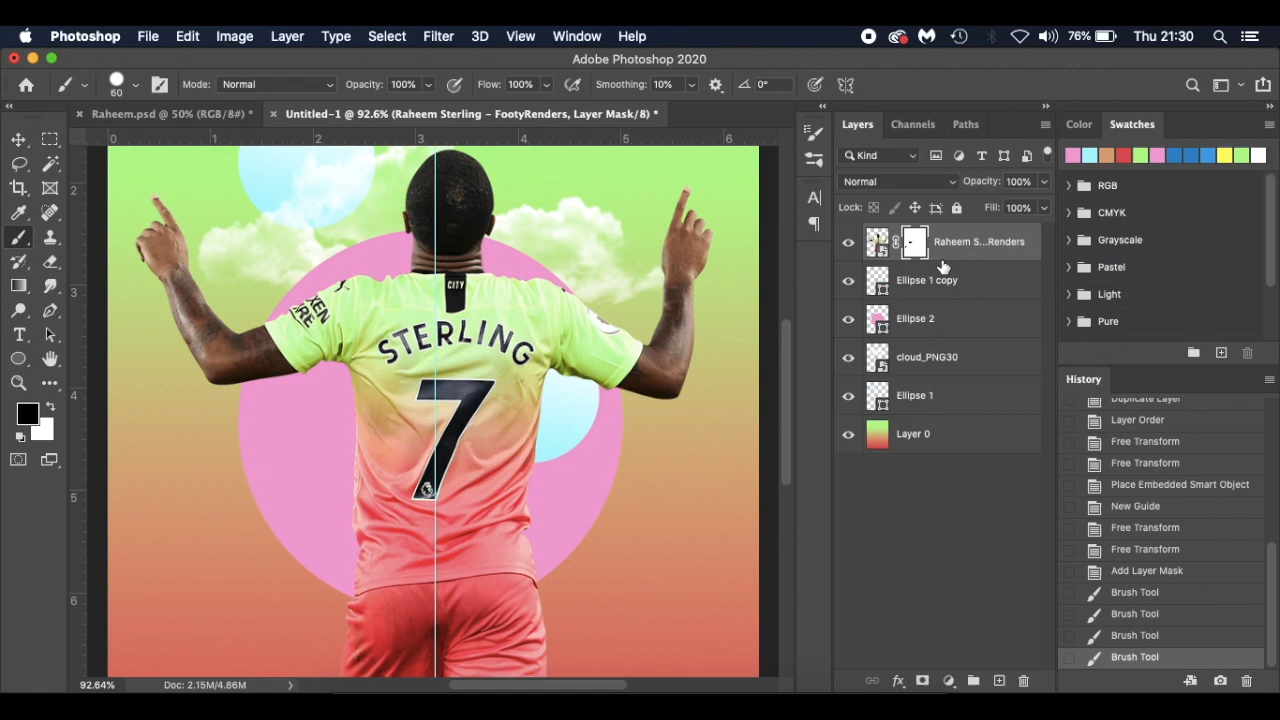 Photoshop File Edit Image Layer Type Select Filter 3D View Window Help 76% Thu 21:30
Adobe Photoshop 2020
60 Mode: Normal Opacity: 100% Flow: 100% Smoothing: 10% 0°
Raheem.psd @ 50% (RGB/8#) * Untitled-1 @ 92.6% (Raheem Sterling - FootyRenders, Layer Mask/8) *
0 1 2 3 4 5 6
2
3
4
5
6
CITY
STERLING
7
92.64% Doc: 2.15M/4.86M
Layers Channels Paths
Kind
Normal Opacity: 100%
Lock: Fill: 100%
Raheem S...Renders
Ellipse 1 copy
Ellipse 2
cloud_PNG30
Ellipse 1
Layer 0
Color Swatches
RGB
CMYK
Grayscale
Pastel
Light
Pure
History
Duplicate Layer
Layer Order
Free Transform
Free Transform
Place Embedded Smart Object
New Guide
Free Transform
Free Transform
Add Layer Mask
Brush Tool
Brush Tool
Brush Tool
Brush Tool